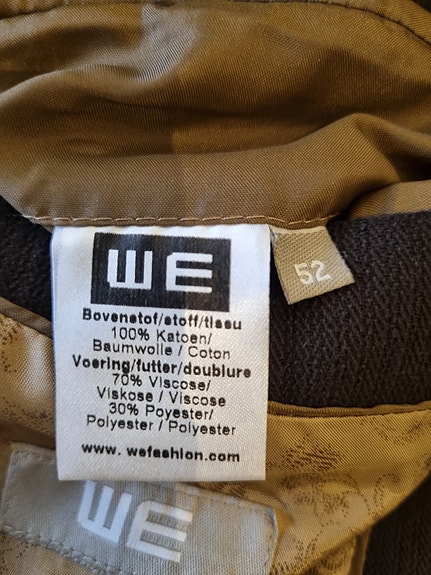 WE
52
Bovenstof/stoff/tissu
100% Katoen/
Baumwolle / Coton
Voering/futter/doublure
70% Viscose/
Viskose / Viscose
30% Poyester/
Polyester / Polyester
www.wefashion.com
WE